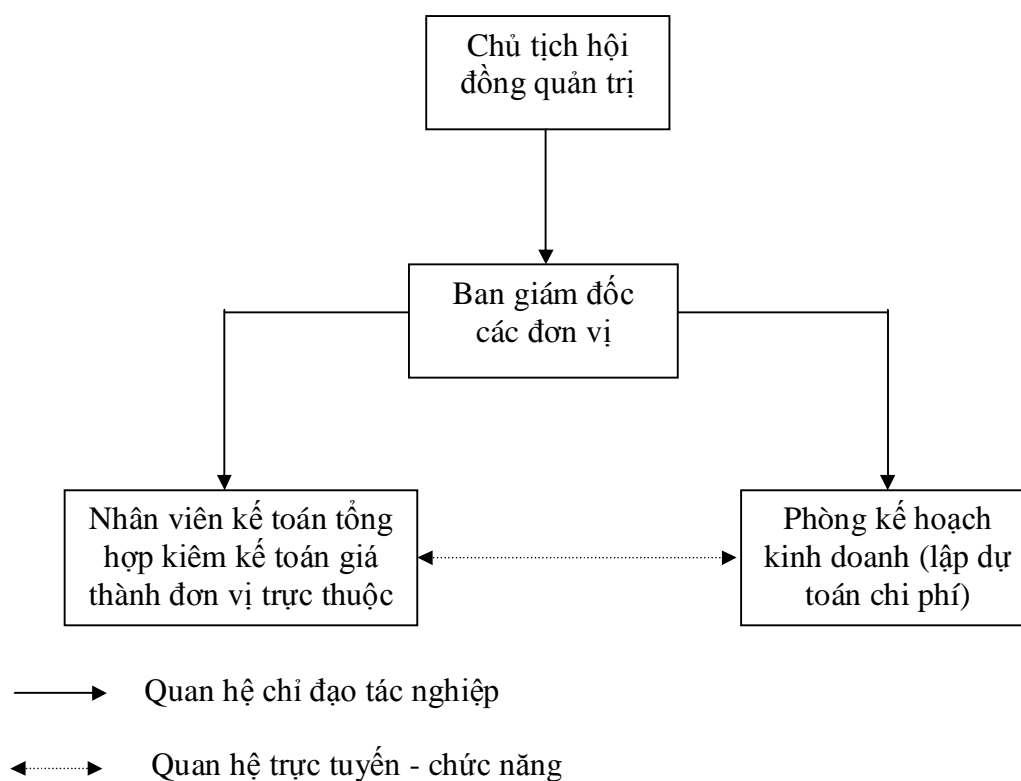 Chủ tịch hội
đồng quản trị
Ban giám đốc
các đơn vị
Nhân viên kế toán tổng
hợp kiêm kế toán giá
thành đơn vị trực thuộc
Phòng kế hoạch
kinh doanh (lập dự
toán chi phí)
Quan hệ chỉ đạo tác nghiệp
Quan hệ trực tuyến - chức năng